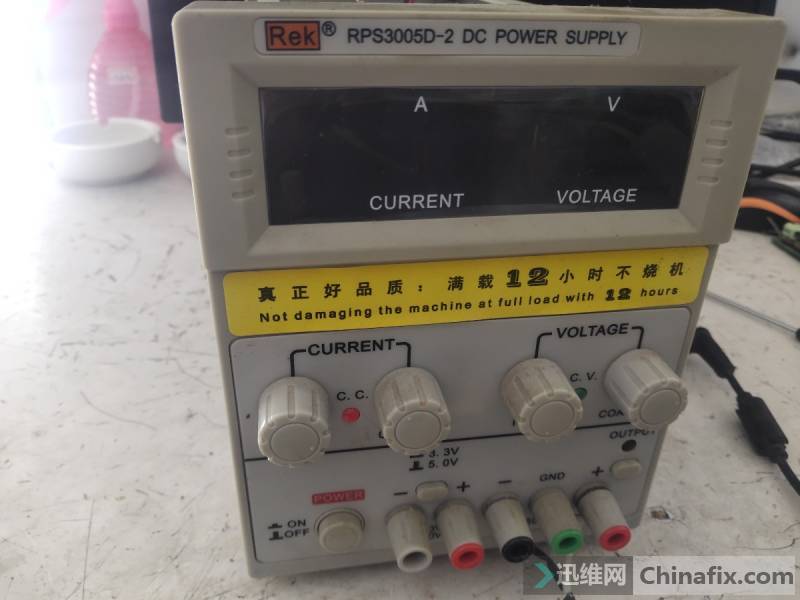 Rek® RPS3005D-2 DC POWER SUPPLY
A V
CURRENT VOLTAGE
真正好品质：满载12小时不烧机
Not damaging the machine at full load with 12 hours
CURRENT VOLTAGE
C. C. C. V.
OUTPUT
3.3V
5.0V
POWER
ON
OFF
− + − GND +
迅维网 Chinafix.com